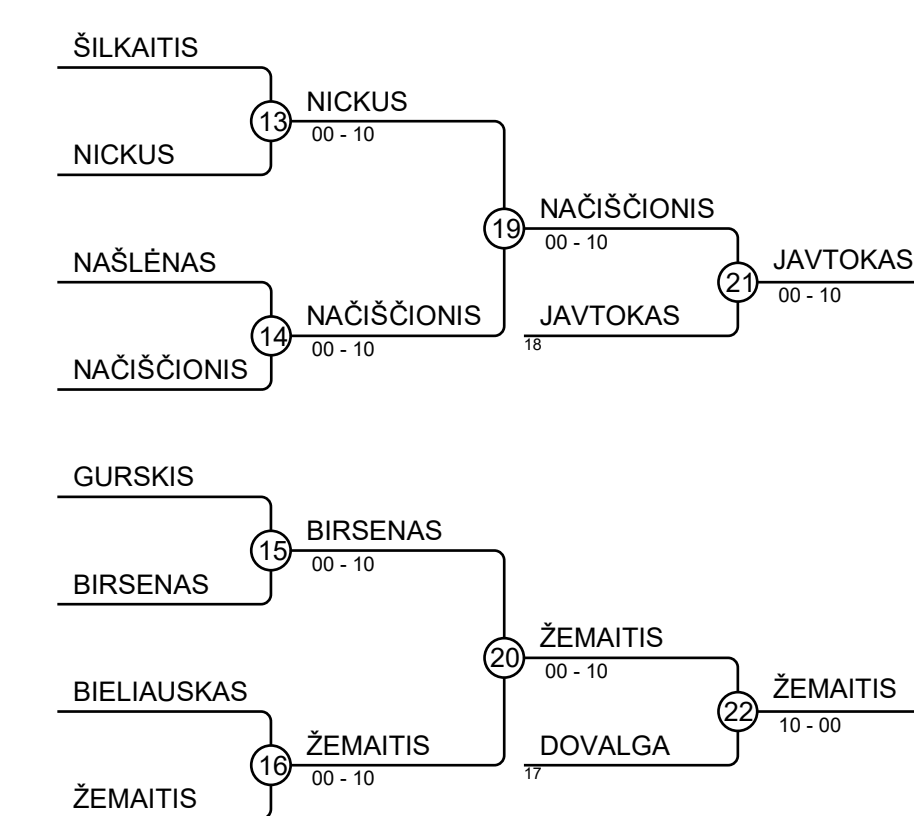 ŠILKAITIS
NICKUS
13
00 - 10
NICKUS
NAČIŠČIONIS
19
00 - 10
NAŠLĖNAS
JAVTOKAS
21
00 - 10
NAČIŠČIONIS
14
00 - 10
JAVTOKAS
18
NAČIŠČIONIS
GURSKIS
BIRSENAS
15
00 - 10
BIRSENAS
ŽEMAITIS
20
00 - 10
BIELIAUSKAS
ŽEMAITIS
22
10 - 00
ŽEMAITIS
16
00 - 10
DOVALGA
17
ŽEMAITIS